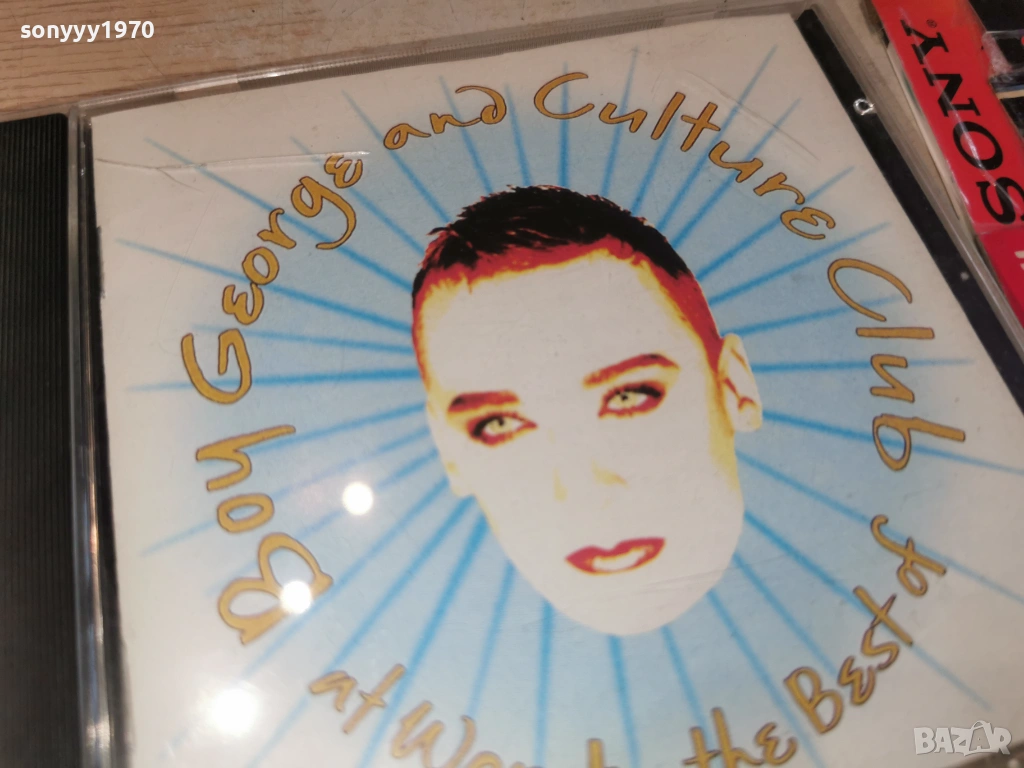 sonyyy1970
SONY
Boy George and Culture Club
at Wor
the Best of
BAZAR